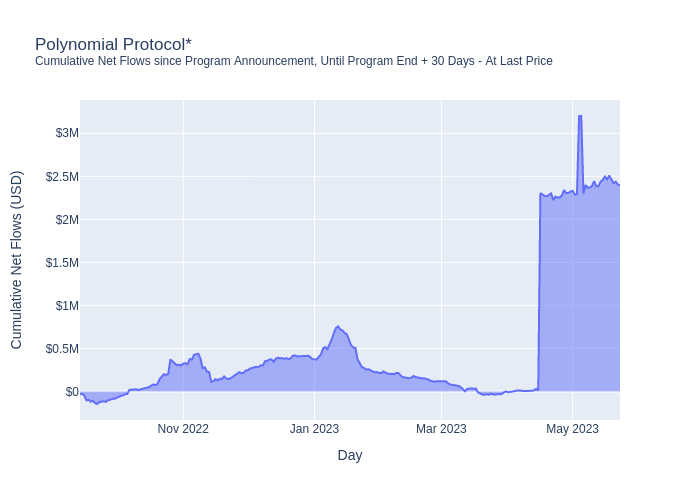 Polynomial Protocol*
Cumulative Net Flows since Program Announcement, Until Program End + 30 Days - At Last Price
Cumulative Net Flows (USD)
$3M
$2.5M
$2M
$1.5M
$1M
$0.5M
$0
Nov 2022
Jan 2023
Mar 2023
May 2023
Day